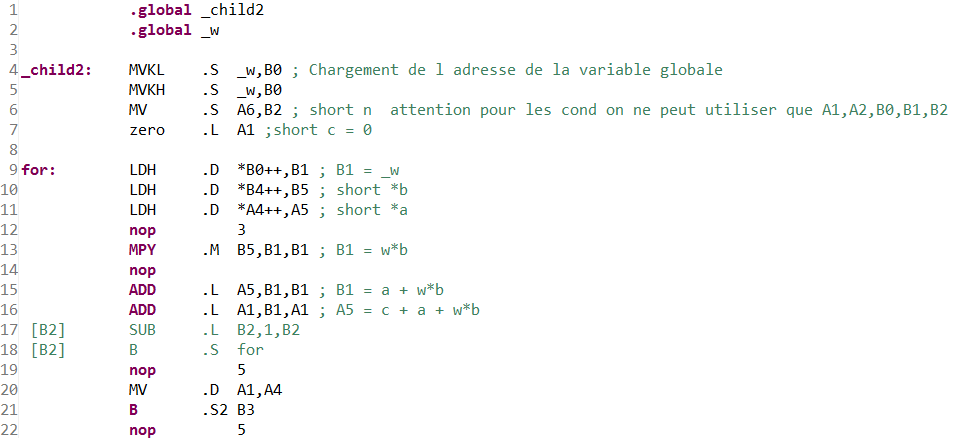 1 .global _child2
2 .global _w
3
4 _child2: MVKL .S _w,B0 ; Chargement de l adresse de la variable globale
5 MVKH .S _w,B0
6 MV .S A6,B2 ; short n  attention pour les cond on ne peut utiliser que A1,A2,B0,B1,B2
7 zero .L A1 ;short c = 0
8
9 for: LDH .D *B0++,B1 ; B1 = _w
10 LDH .D *B4++,B5 ; short *b
11 LDH .D *A4++,A5 ; short *a
12 nop 3
13 MPY .M B5,B1,B1 ; B1 = w*b
14 nop
15 ADD .L A5,B1,B1 ; B1 = a + w*b
16 ADD .L A1,B1,A1 ; A5 = c + a + w*b
17 [B2] SUB .L B2,1,B2
18 [B2] B .S for
19 nop 5
20 MV .D A1,A4
21 B .S2 B3
22 nop 5